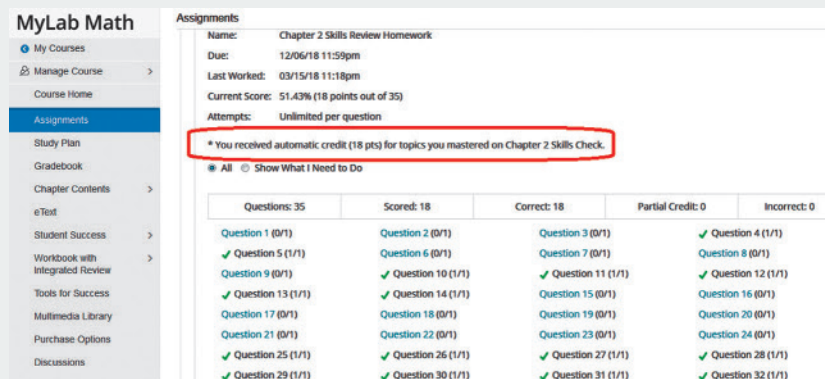 MyLab Math
My Courses
Manage Course
Course Home
Assignments
Study Plan
Gradebook
Chapter Contents
eText
Student Success
Workbook with
Integrated Review
Tools for Success
Multimedia Library
Purchase Options
Discussions
Assignments
Name: Chapter 2 Skills Review Homework
Due: 12/06/18 11:59pm
Last Worked: 03/15/18 11:18pm
Current Score: 51.43% (18 points out of 35)
Attempts: Unlimited per question
* You received automatic credit (18 pts) for topics you mastered on Chapter 2 Skills Check.
All Show What I Need to Do
Questions: 35 Scored: 18 Correct: 18 Partial Credit: 0 Incorrect: 0
Question 1 (0/1) Question 2 (0/1) Question 3 (0/1) Question 4 (1/1)
Question 5 (1/1) Question 6 (0/1) Question 7 (0/1) Question 8 (0/1)
Question 9 (0/1) Question 10 (1/1) Question 11 (1/1) Question 12 (1/1)
Question 13 (1/1) Question 14 (1/1) Question 15 (0/1) Question 16 (0/1)
Question 17 (0/1) Question 18 (0/1) Question 19 (0/1) Question 20 (0/1)
Question 21 (0/1) Question 22 (0/1) Question 23 (0/1) Question 24 (0/1)
Question 25 (1/1) Question 26 (1/1) Question 27 (1/1) Question 28 (1/1)
Question 29 (1/1) Question 30 (1/1) Question 31 (1/1) Question 32 (1/1)